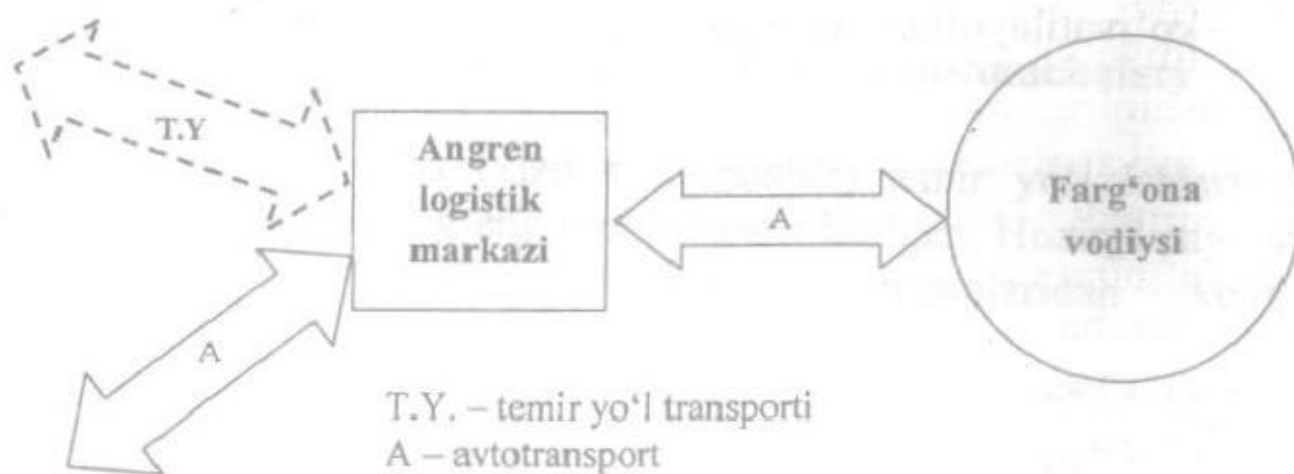 T.Y
Angren
logistik
markazi
A
Farg‘ona
vodiysi
A
T.Y. – temir yo‘l transporti
A – avtotransport